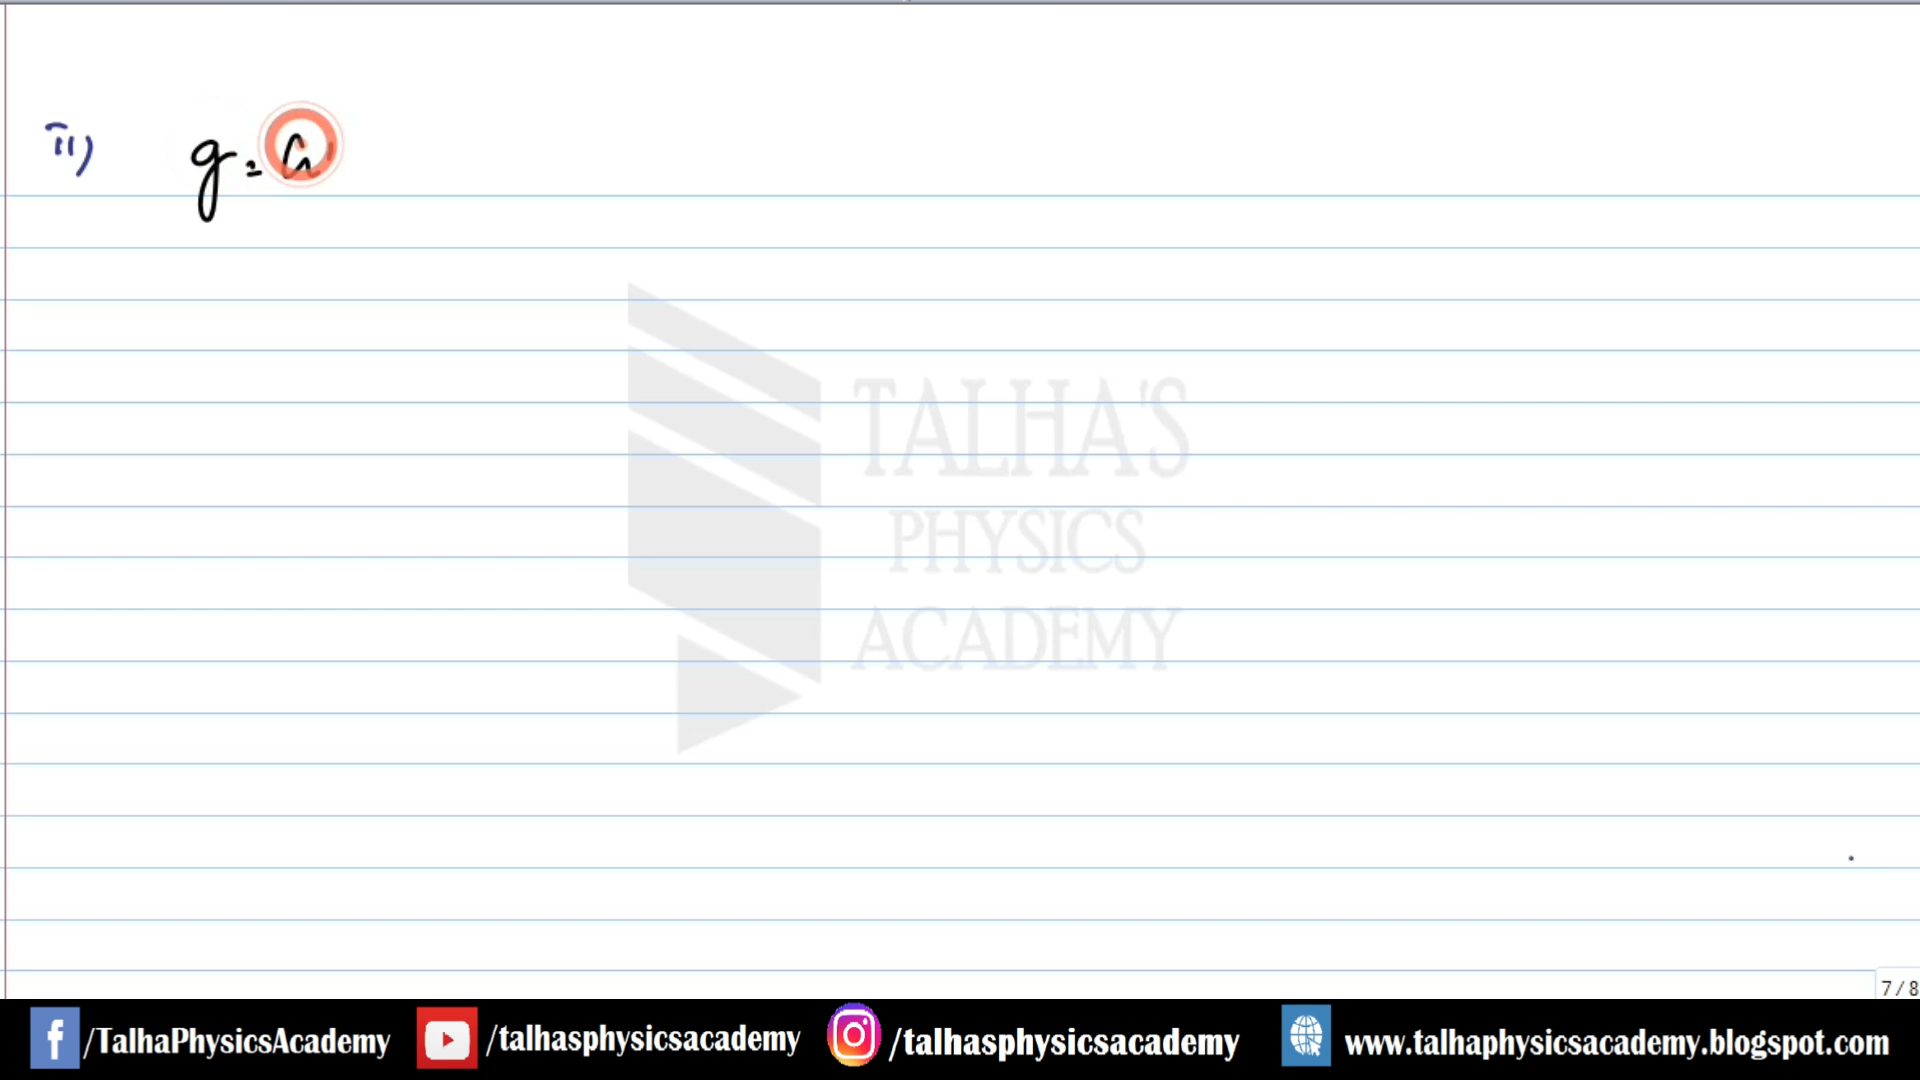 ii) g = G
TALHA'S
PHYSICS
ACADEMY
7 / 8
/TalhaPhysicsAcademy /talhasphysicsacademy /talhasphysicsacademy www.talhaphysicsacademy.blogspot.com